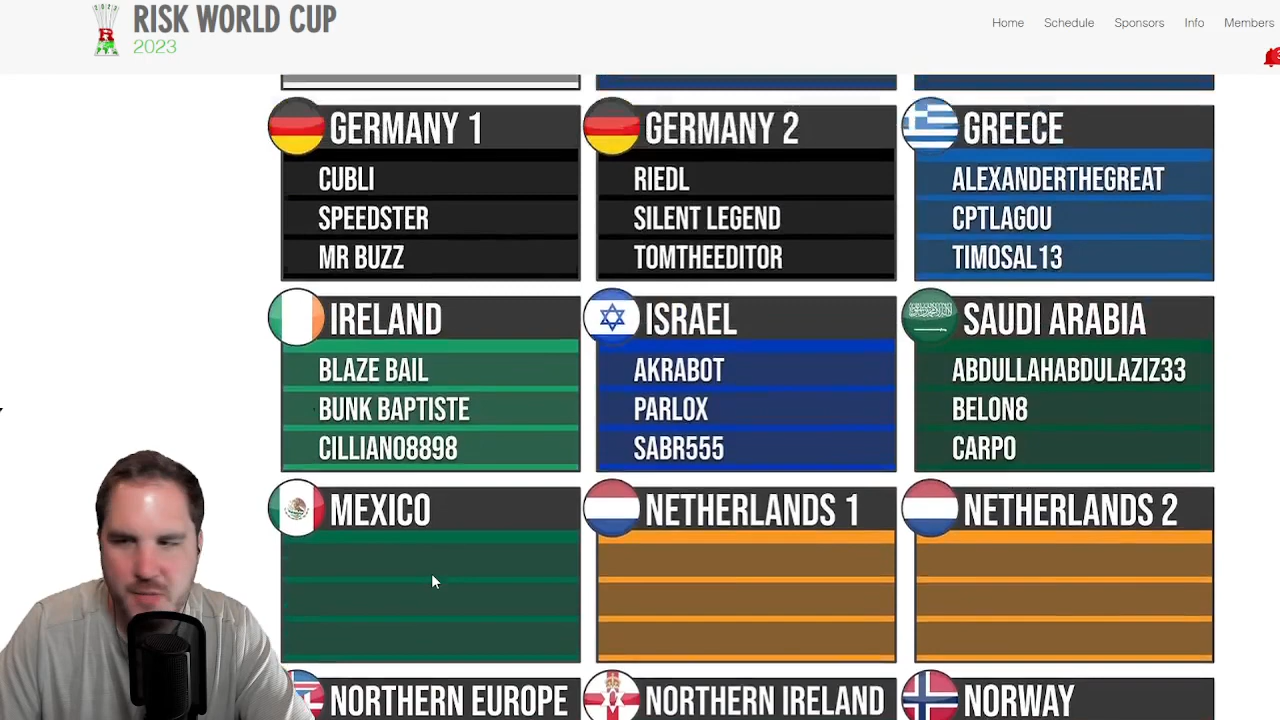 RISK WORLD CUP
2023
Home Schedule Sponsors Info Members
GERMANY 1
CUBLI
SPEEDSTER
MR BUZZ
GERMANY 2
RIEDL
SILENT LEGEND
TOMTHEEDITOR
GREECE
ALEXANDERTHEGREAT
CPTLAGOU
TIMOSAL13
IRELAND
BLAZE BAIL
BUNK BAPTISTE
CILLIANO8898
ISRAEL
AKRABOT
PARLOX
SABR555
SAUDI ARABIA
ABDULLAHABDULAZIZ33
BELON8
CARPO
MEXICO
NETHERLANDS 1
NETHERLANDS 2
NORTHERN EUROPE
NORTHERN IRELAND
NORWAY